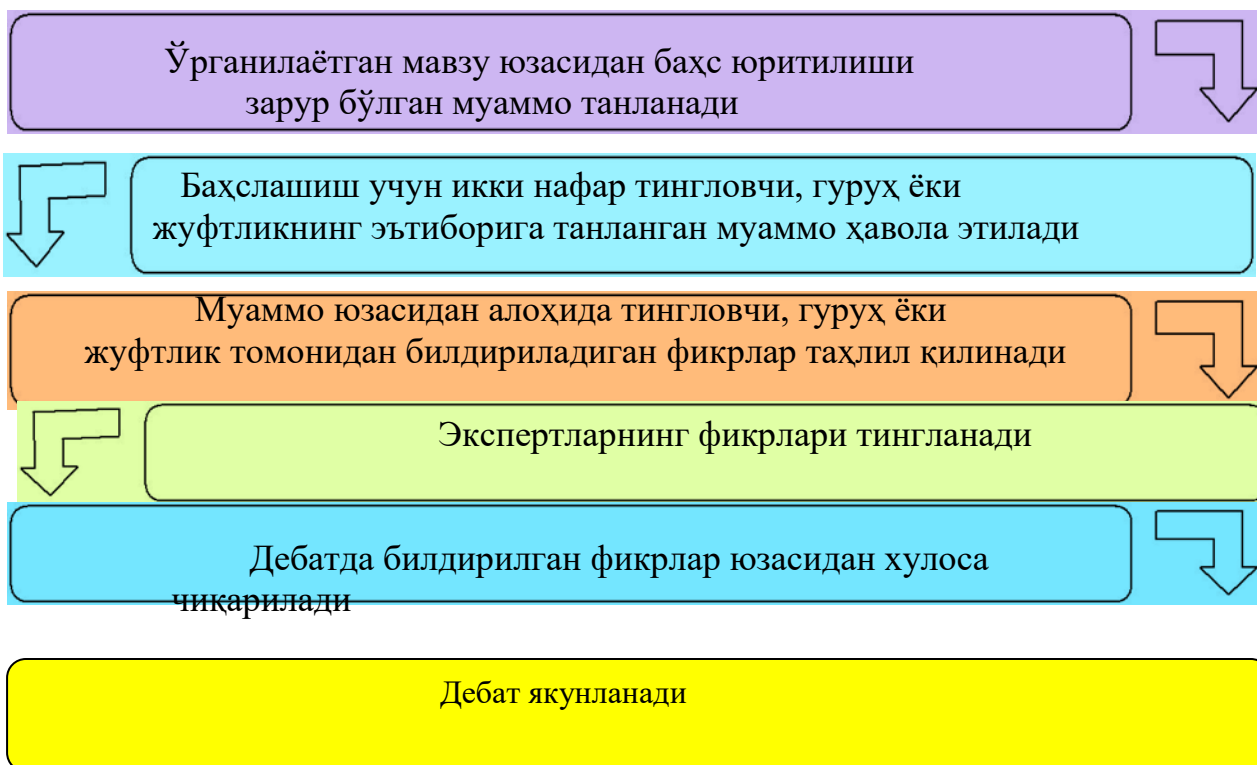 Ўрганилаётган мавзу юзасидан баҳс юритилиши
зарур бўлган муаммо танланади
Баҳслашиш учун икки нафар тингловчи, гуруҳ ёки
жуфтликнинг эътиборига танланган муаммо ҳавола этилади
Муаммо юзасидан алоҳида тингловчи, гуруҳ ёки
жуфтлик томонидан билдириладиган фикрлар таҳлил қилинади
Экспертларнинг фикрлари тингланади
Дебатда билдирилган фикрлар юзасидан хулоса
чиқарилади
Дебат якунланади